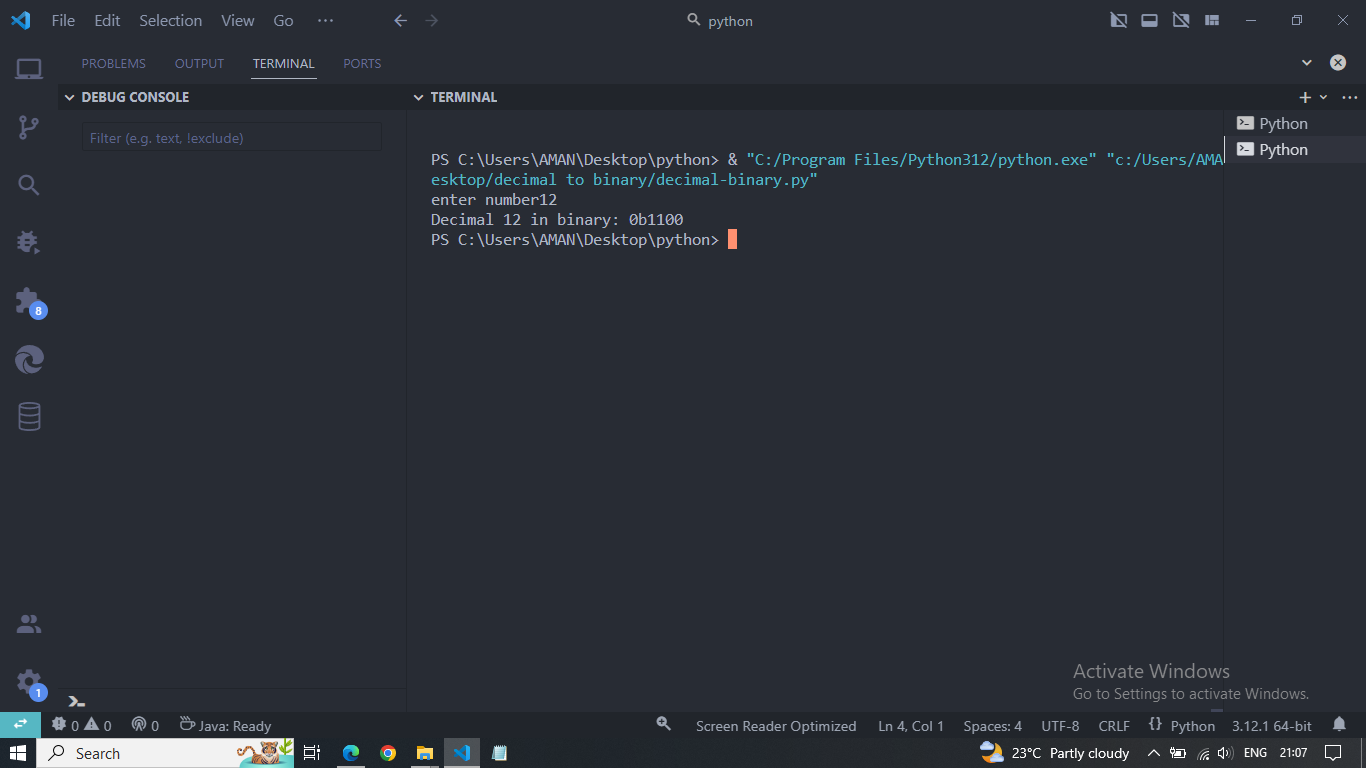 File Edit Selection View Go ···
python
PROBLEMS OUTPUT TERMINAL PORTS
DEBUG CONSOLE
Filter (e.g. text, !exclude)
TERMINAL
Python
Python
PS C:\Users\AMAN\Desktop\python> & "C:/Program Files/Python312/python.exe" "c:/Users/AMA
esktop/decimal to binary/decimal-binary.py"
enter number12
Decimal 12 in binary: 0b1100
PS C:\Users\AMAN\Desktop\python>
8
1
Activate Windows
Go to Settings to activate Windows.
0 0 0 Java: Ready Screen Reader Optimized Ln 4, Col 1 Spaces: 4 UTF-8 CRLF {} Python 3.12.1 64-bit
Search 23°C Partly cloudy ENG 21:07